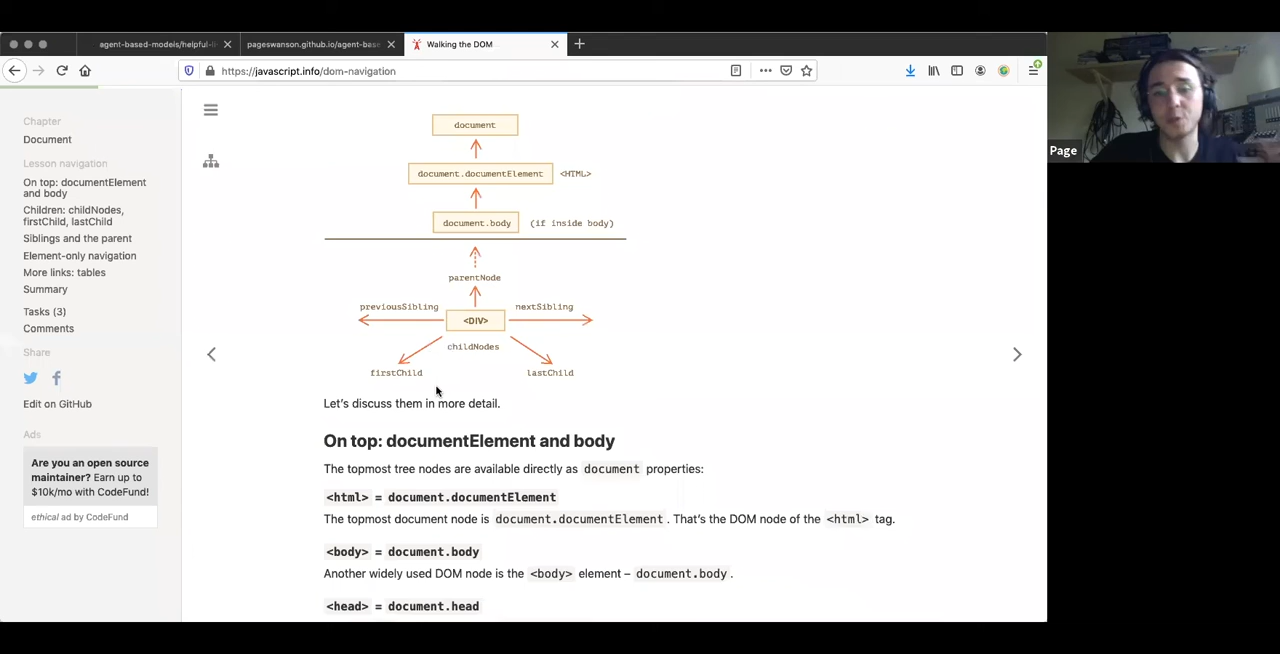 agent-based-models/helpful-li
pageswanson.github.io/agent-base
Walking the DOM
https://javascript.info/dom-navigation
Chapter
Document
Lesson navigation
On top: documentElement
and body
Children: childNodes,
firstChild, lastChild
Siblings and the parent
Element-only navigation
More links: tables
Summary
Tasks (3)
Comments
Share
Edit on GitHub
Ads
Are you an open source
maintainer? Earn up to
$10k/mo with CodeFund!
ethical ad by CodeFund
document
document.documentElement <HTML>
document.body (if inside body)
parentNode
previousSibling nextSibling
<DIV>
childNodes
firstChild lastChild
Let's discuss them in more detail.
On top: documentElement and body
The topmost tree nodes are available directly as document properties:
<html> = document.documentElement
The topmost document node is document.documentElement. That's the DOM node of the <html> tag.
<body> = document.body
Another widely used DOM node is the <body> element – document.body.
<head> = document.head
Page